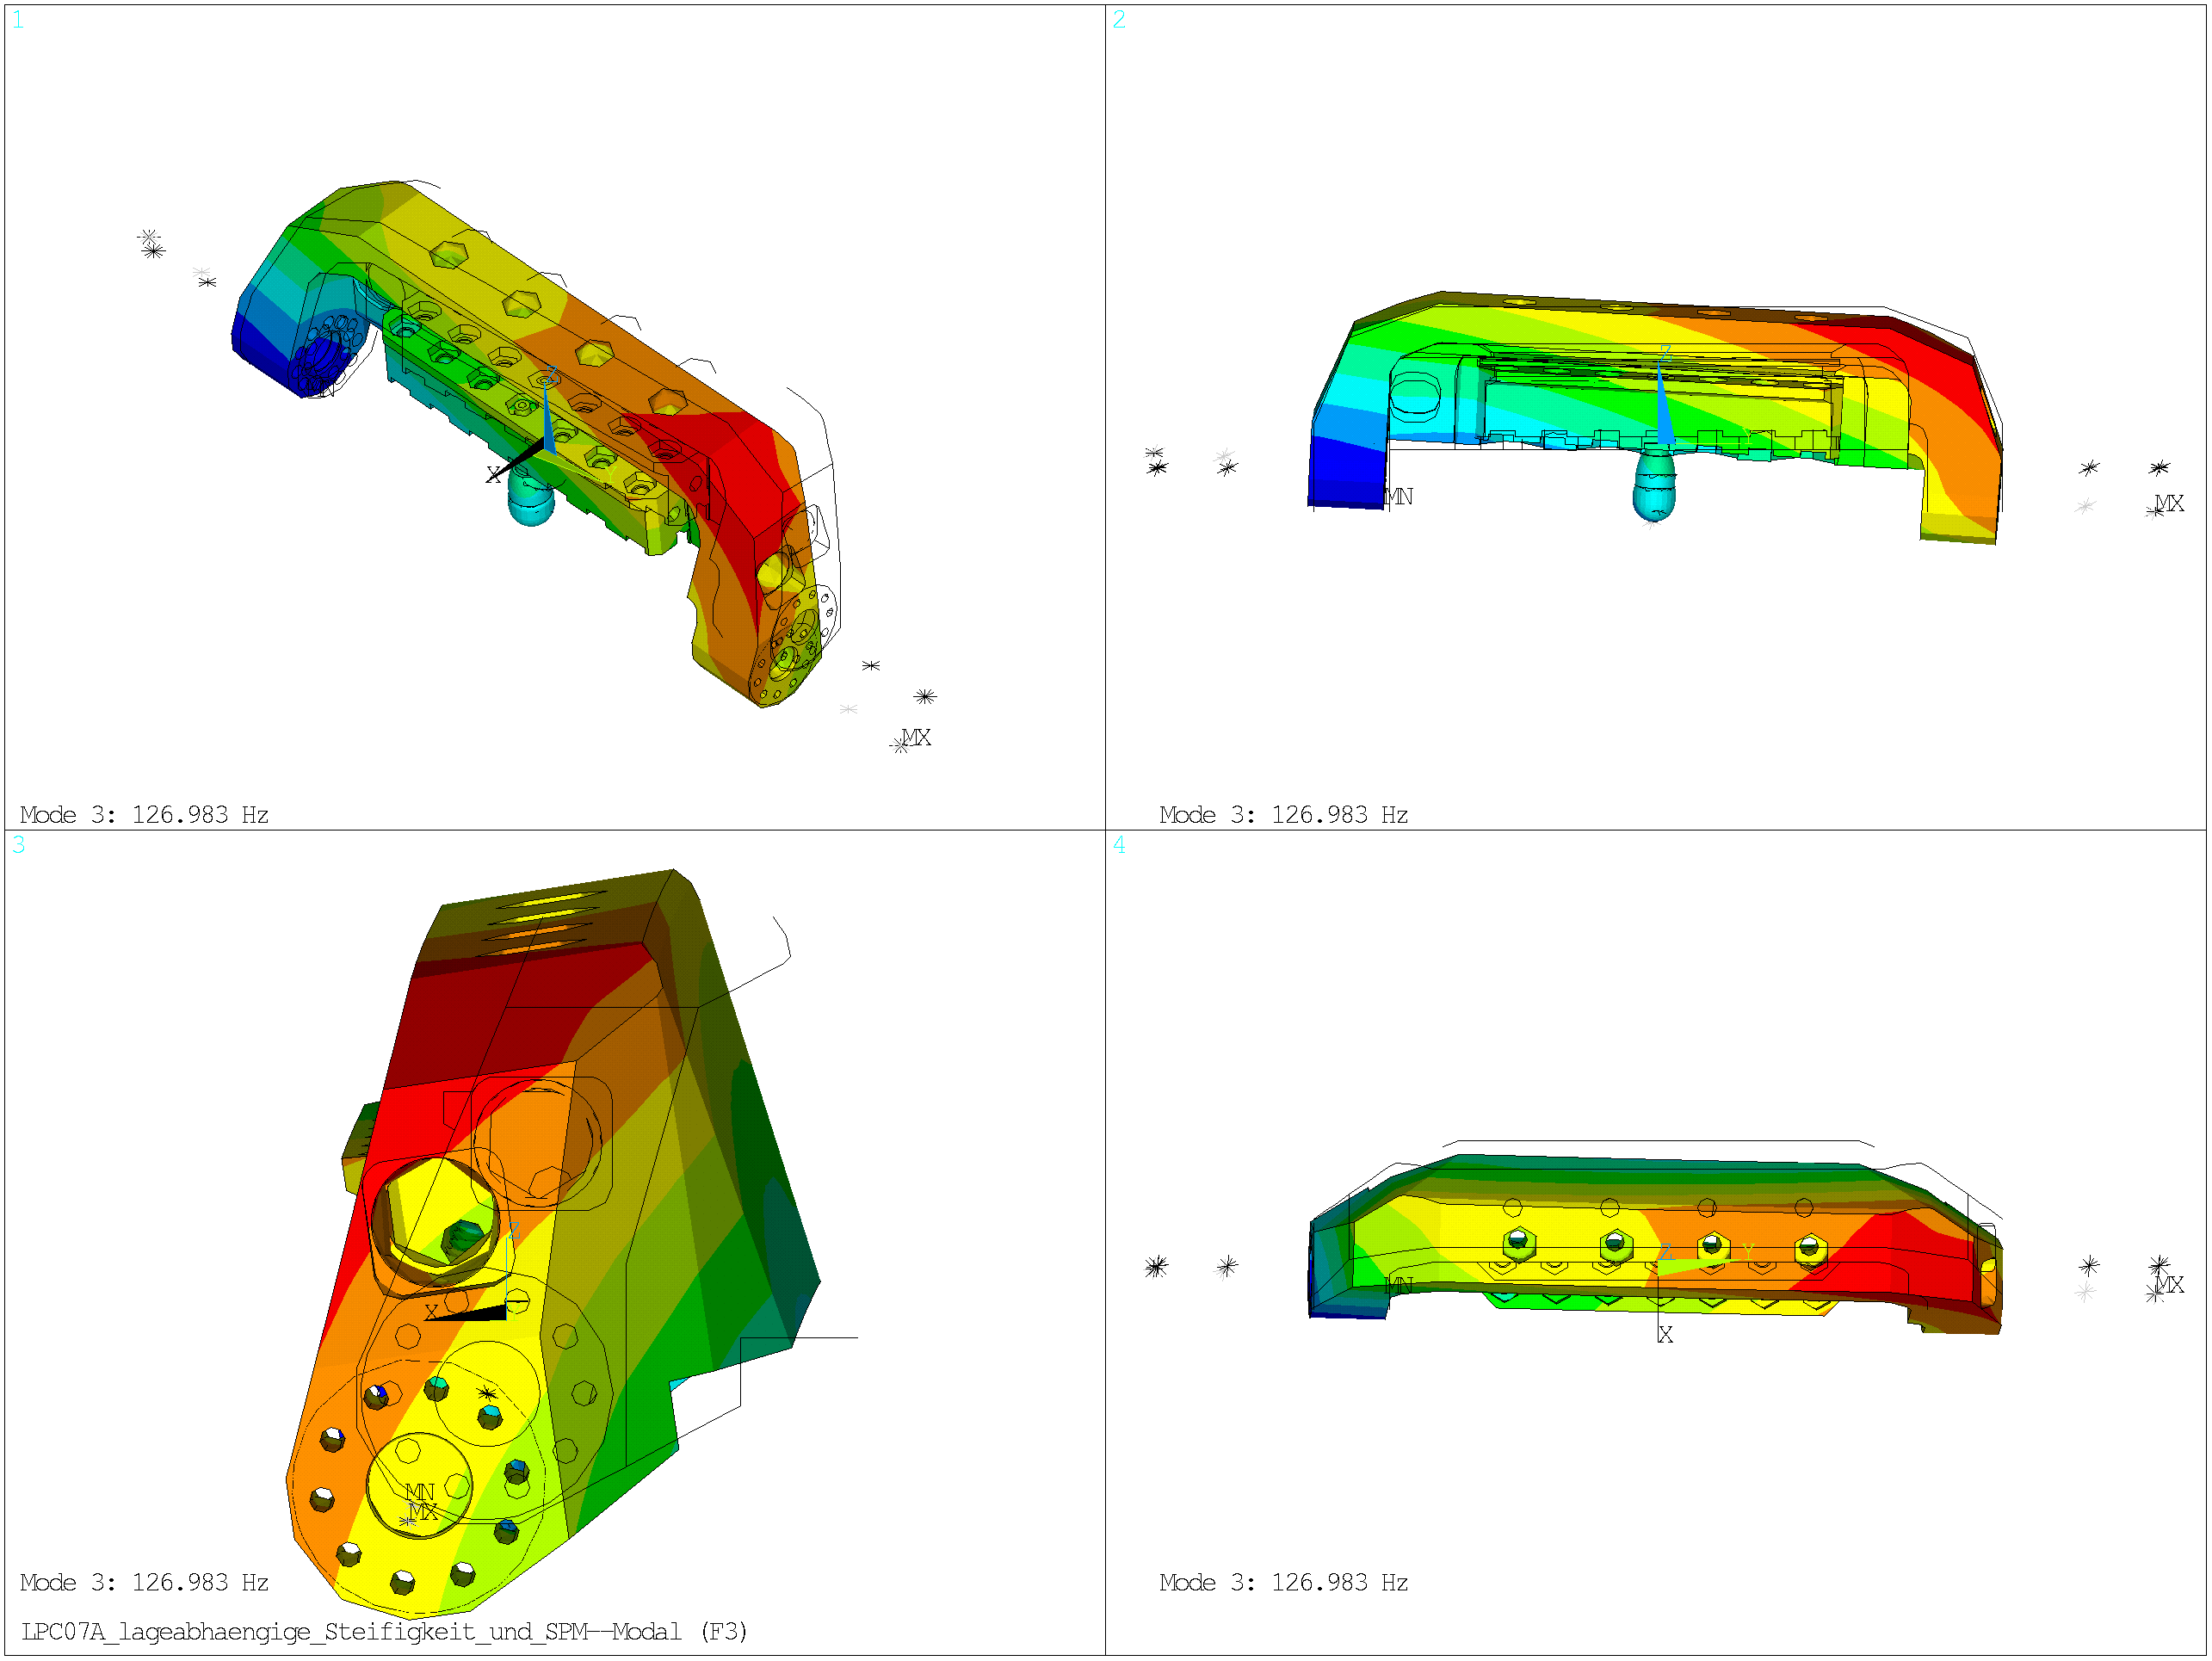 1
Z
X
MN
MX
Mode 3: 126.983 Hz
2
Z
Y
MN
MX
Mode 3: 126.983 Hz
3
Z
X
MN
MX
Mode 3: 126.983 Hz
LPC07A_lageabhaengige_Steifigkeit_und_SPM--Modal (F3)
4
Z
Y
MN
MX
X
Mode 3: 126.983 Hz